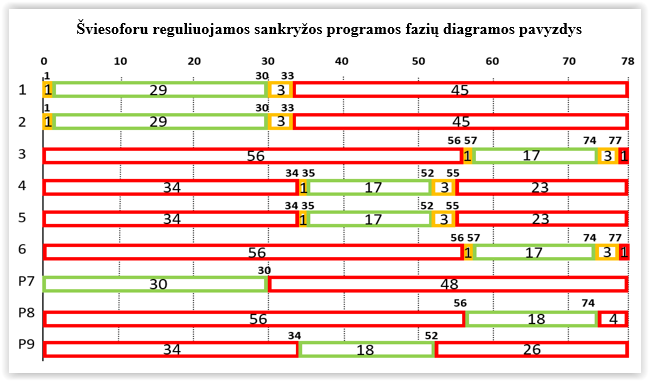 Šviesoforu reguliuojamos sankryžos programos fazių diagramos pavyzdys
0 10 20 30 40 50 60 70 78
1 30 33
1 1 29 3 45
1 30 33
2 1 29 3 45
56 57 74 77
3 56 1 17 3 1
34 35 52 55
4 34 1 17 3 23
34 35 52 55
5 34 1 17 3 23
56 57 74 77
6 56 1 17 3 1
30
P7 30 48
56 74
P8 56 18 4
34 52
P9 34 18 26